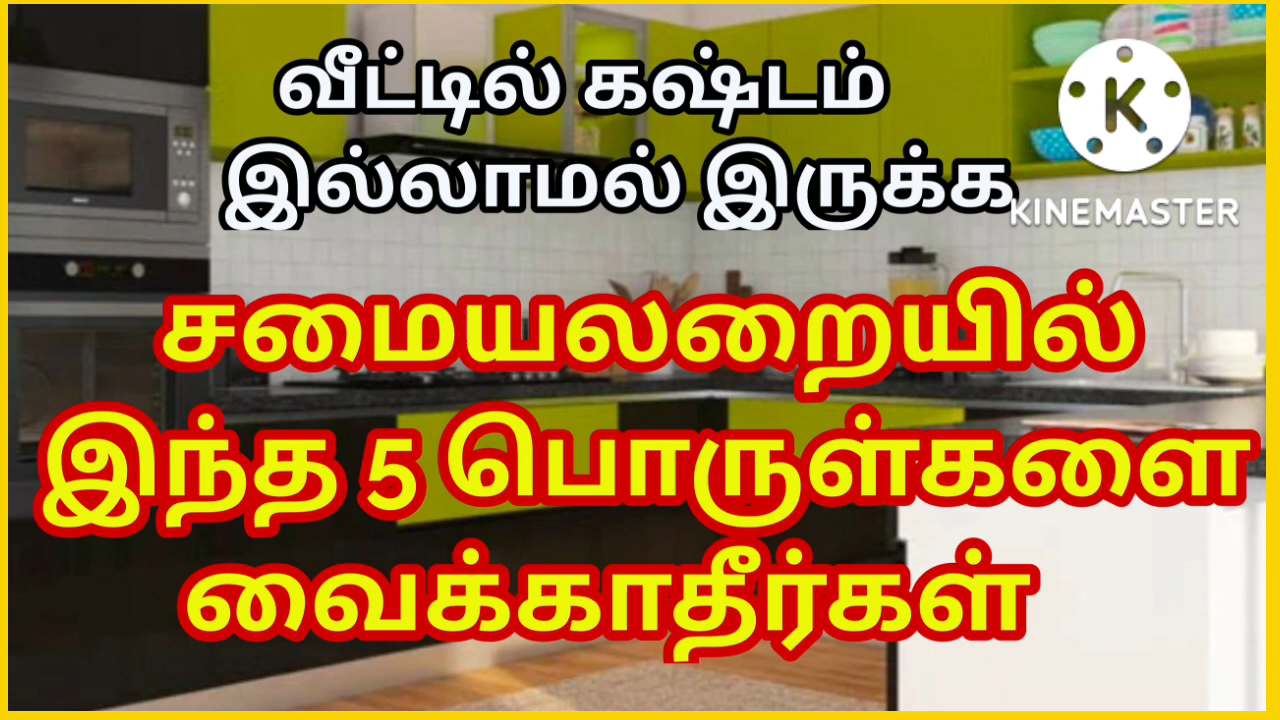 வீட்டில் கஷ்டம்
இல்லாமல் இருக்க
K
KINEMASTER
சமையலறையில்
இந்த 5 பொருள்களை
வைக்காதீர்கள்